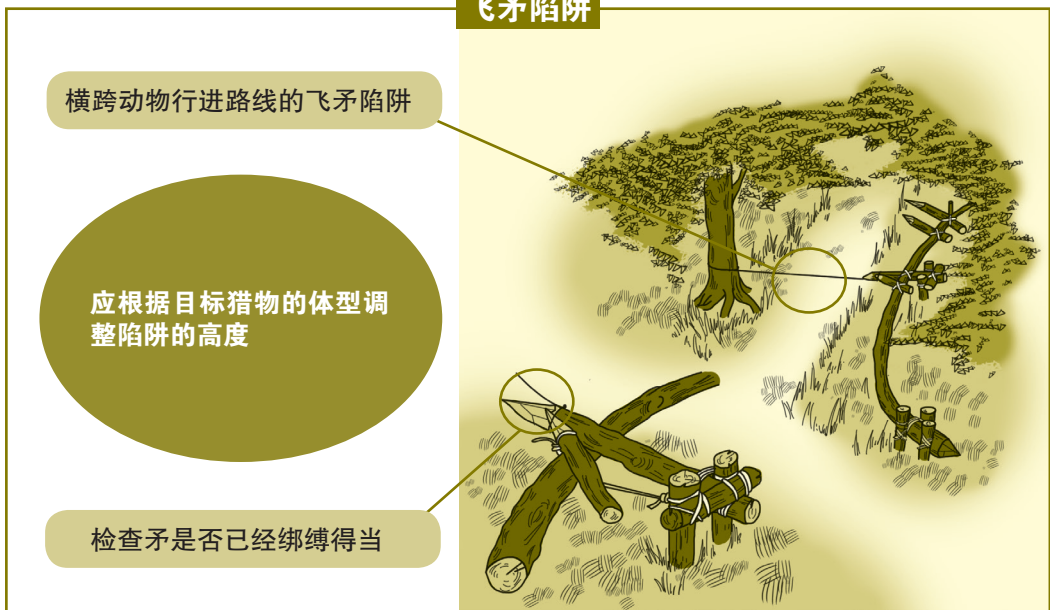 飞矛陷阱
横跨动物行进路线的飞矛陷阱
应根据目标猎物的体型调
整陷阱的高度
检查矛是否已经绑缚得当